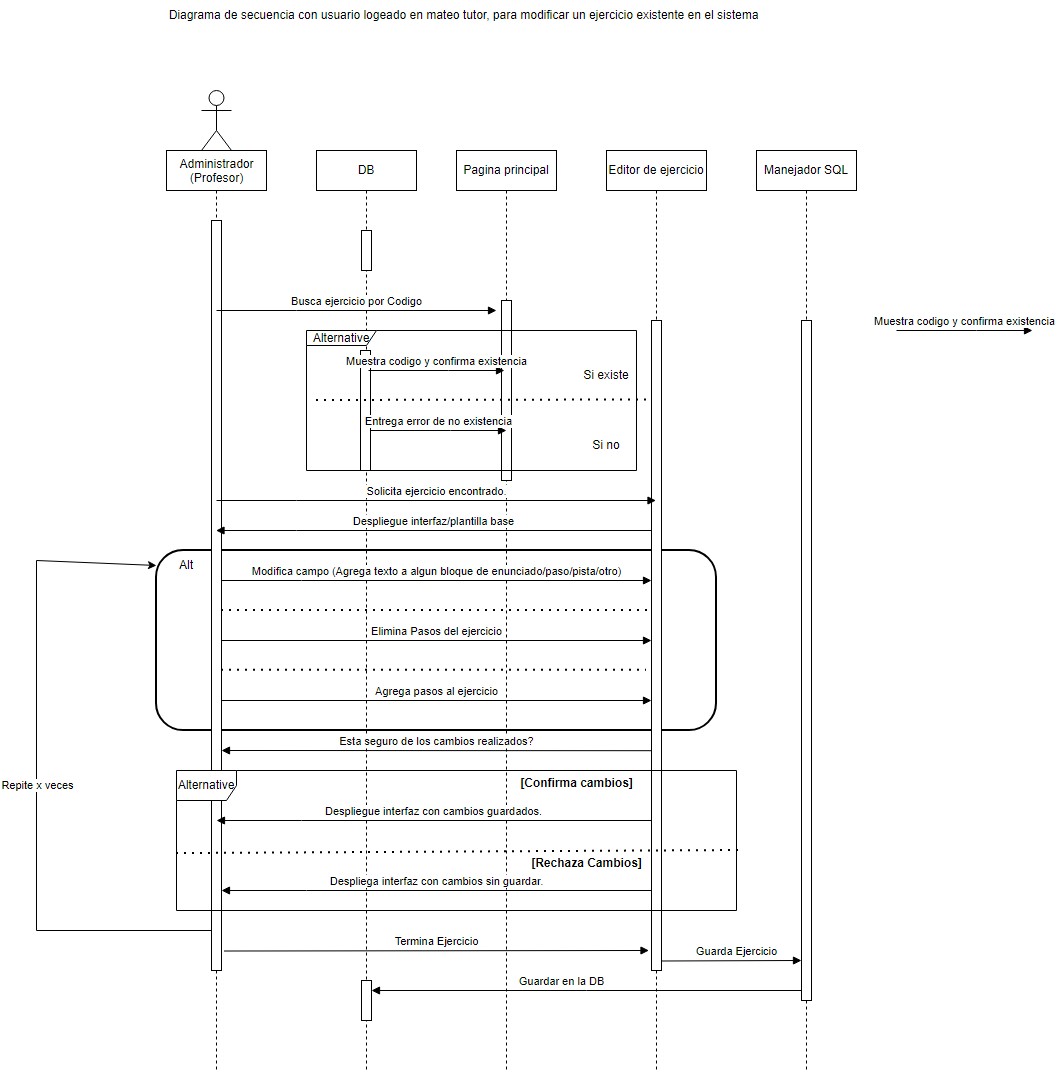 Diagrama de secuencia con usuario logeado en mateo tutor, para modificar un ejercicio existente en el sistema
Administrador
(Profesor)
DB
Pagina principal
Editor de ejercicio
Manejador SQL
Busca ejercicio por Codigo
Muestra codigo y confirma existencia
Alternative
Muestra codigo y confirma existencia
Si existe
Entrega error de no existencia
Si no
Solicita ejercicio encontrado.
Despliegue interfaz/plantilla base
Alt
Modifica campo (Agrega texto a algun bloque de enunciado/paso/pista/otro)
Elimina Pasos del ejercicio
Agrega pasos al ejercicio
Esta seguro de los cambios realizados?
Repite x veces
Alternative
[Confirma cambios]
Despliegue interfaz con cambios guardados.
[Rechaza Cambios]
Despliega interfaz con cambios sin guardar.
Termina Ejercicio
Guarda Ejercicio
Guardar en la DB